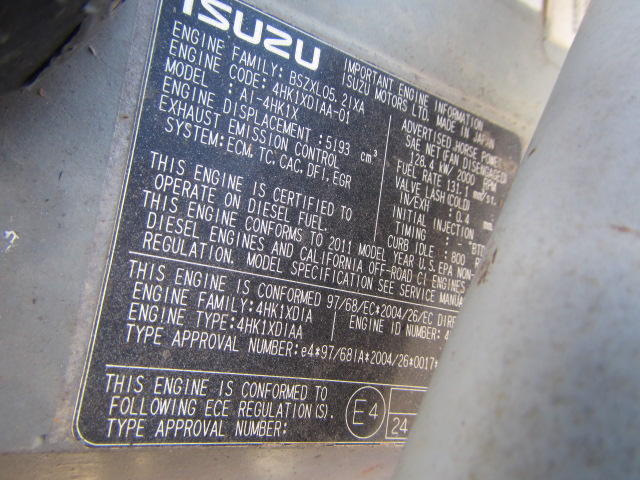 ISUZU
IMPORTANT ENGINE INFORMATION
ISUZU MOTORS LTD. MADE IN JAPAN
ENGINE FAMILY: BSZXL05.2IXA
ENGINE CODE: 4HK1XDIAA-01
MODEL : A1-4HK1X
ENGINE DISPLACEMENT :5193 cm³
EXHAUST EMISSION CONTROL
SYSTEM: ECM, TC, CAC, DFI, EGR
ADVERTISED HORSE POWER
SAE NET(FAN DISENGAGED
128.4 kW/ 2000 RPM
FUEL RATE 131.1 mm³/st.
VALVE LASH(COLD)
IN/EXH : 0.4
INITIAL INJECTION
TIMING : - °BTD
CURB IDLE : 800
THIS ENGINE IS CERTIFIED TO
OPERATE ON DIESEL FUEL.
THIS ENGINE CONFORMS TO 2011 MODEL YEAR U.S. EPA NON-
DIESEL ENGINES AND CALIFORNIA OFF-ROAD CI ENGINES
REGULATION. MODEL SPECIFICATION SEE SERVICE MANUA
THIS ENGINE IS CONFORMED 97/68/EC*2004/26/EC DIRE
ENGINE FAMILY:4HK1XDIA
ENGINE ID NUMBER: 4
ENGINE TYPE:4HK1XDIAA
TYPE APPROVAL NUMBER:e4*97/68IA*2004/26*0017*
THIS ENGINE IS CONFORMED TO
FOLLOWING ECE REGULATION(S).
TYPE APPROVAL NUMBER:
E4
24